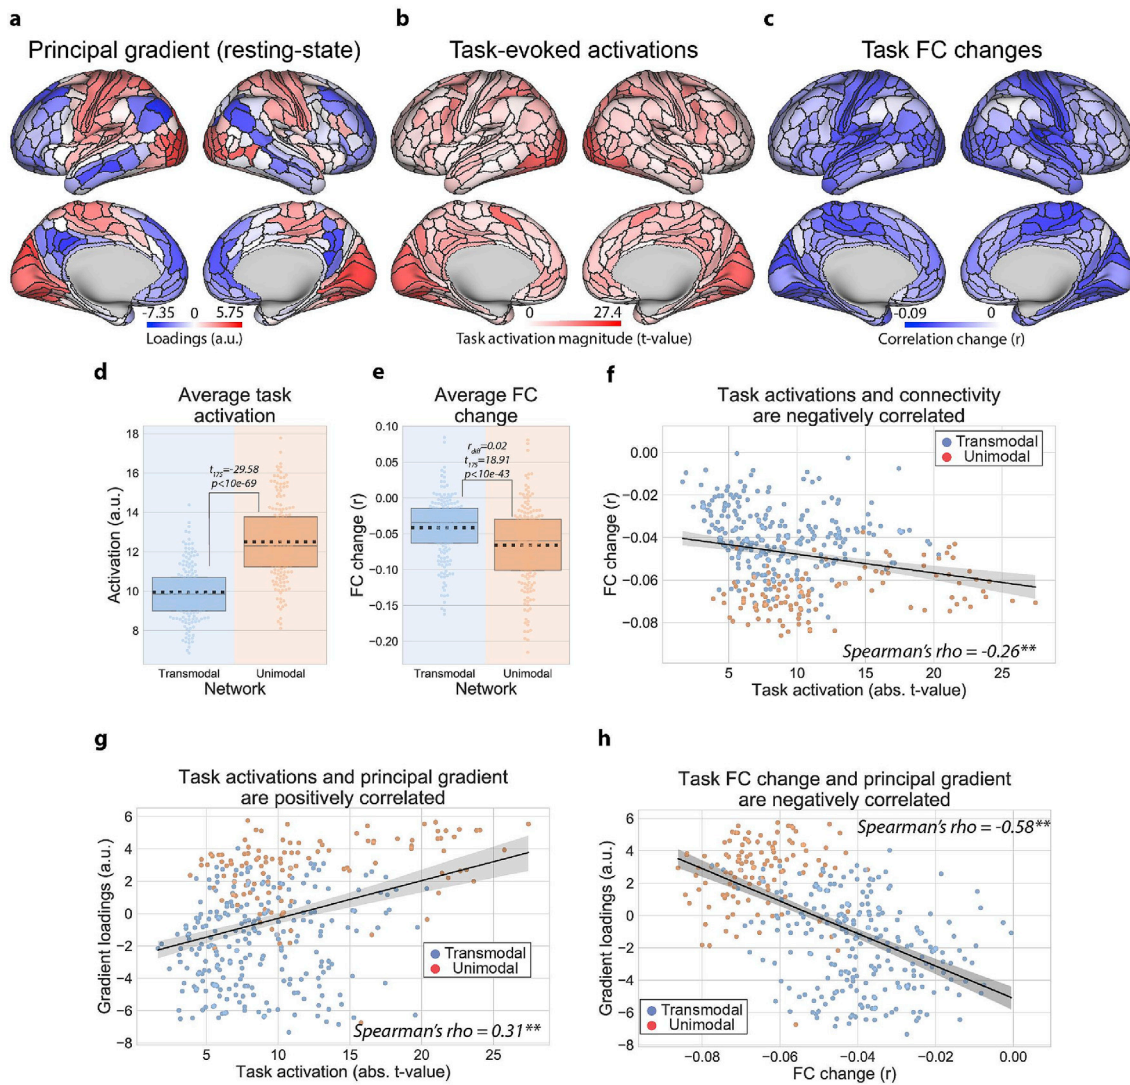 a
Principal gradient (resting-state)
-7.35 0 5.75
Loadings (a.u.)
b
Task-evoked activations
0 27.4
Task activation magnitude (t-value)
c
Task FC changes
-0.09 0
Correlation change (r)
d
Average task
activation
18
16
14
12
10
8
Activation (a.u.)
t175=-29.58
p<10e-69
Transmodal Unimodal
Network
e
Average FC
change
0.10
0.05
0.00
−0.05
−0.10
−0.15
−0.20
FC change (r)
rdiff=0.02
t175=18.91
p<10e-43
Transmodal Unimodal
Network
f
Task activations and connectivity
are negatively correlated
Transmodal
Unimodal
0.00
−0.02
−0.04
−0.06
−0.08
FC change (r)
Spearman's rho = -0.26**
5 10 15 20 25
Task activation (abs. t-value)
g
Task activations and principal gradient
are positively correlated
6
4
2
0
−2
−4
−6
−8
Gradient loadings (a.u.)
Transmodal
Unimodal
Spearman's rho = 0.31**
5 10 15 20 25
Task activation (abs. t-value)
h
Task FC change and principal gradient
are negatively correlated
Spearman's rho = -0.58**
6
4
2
0
−2
−4
−6
−8
Gradient loadings (a.u.)
Transmodal
Unimodal
−0.08 −0.06 −0.04 −0.02 0.00
FC change (r)